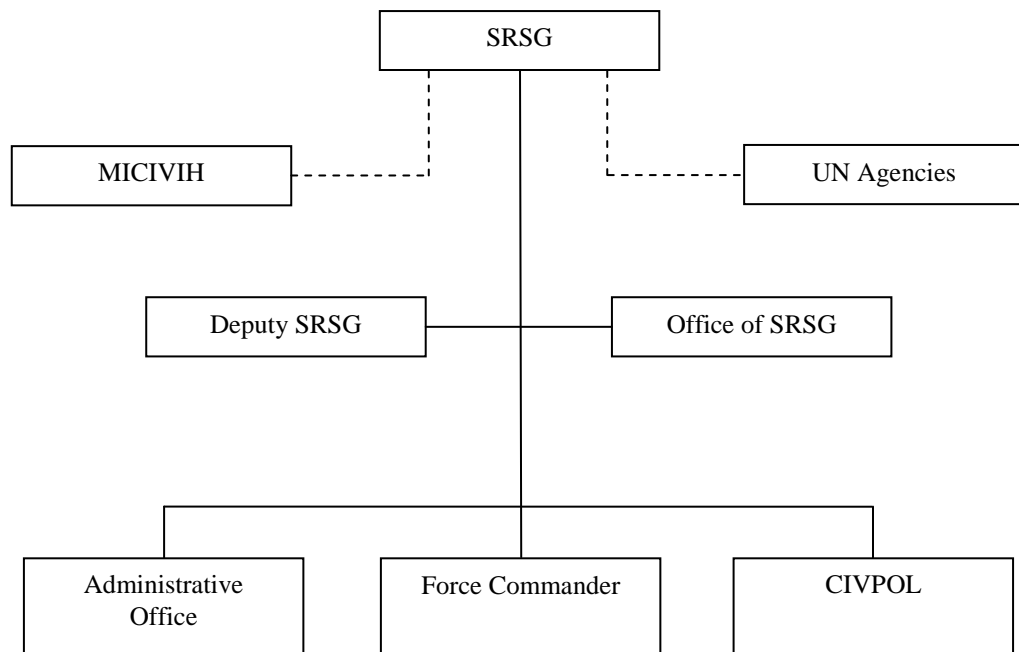 SRSG
MICIVIH
UN Agencies
Deputy SRSG
Office of SRSG
Administrative
Office
Force Commander
CIVPOL